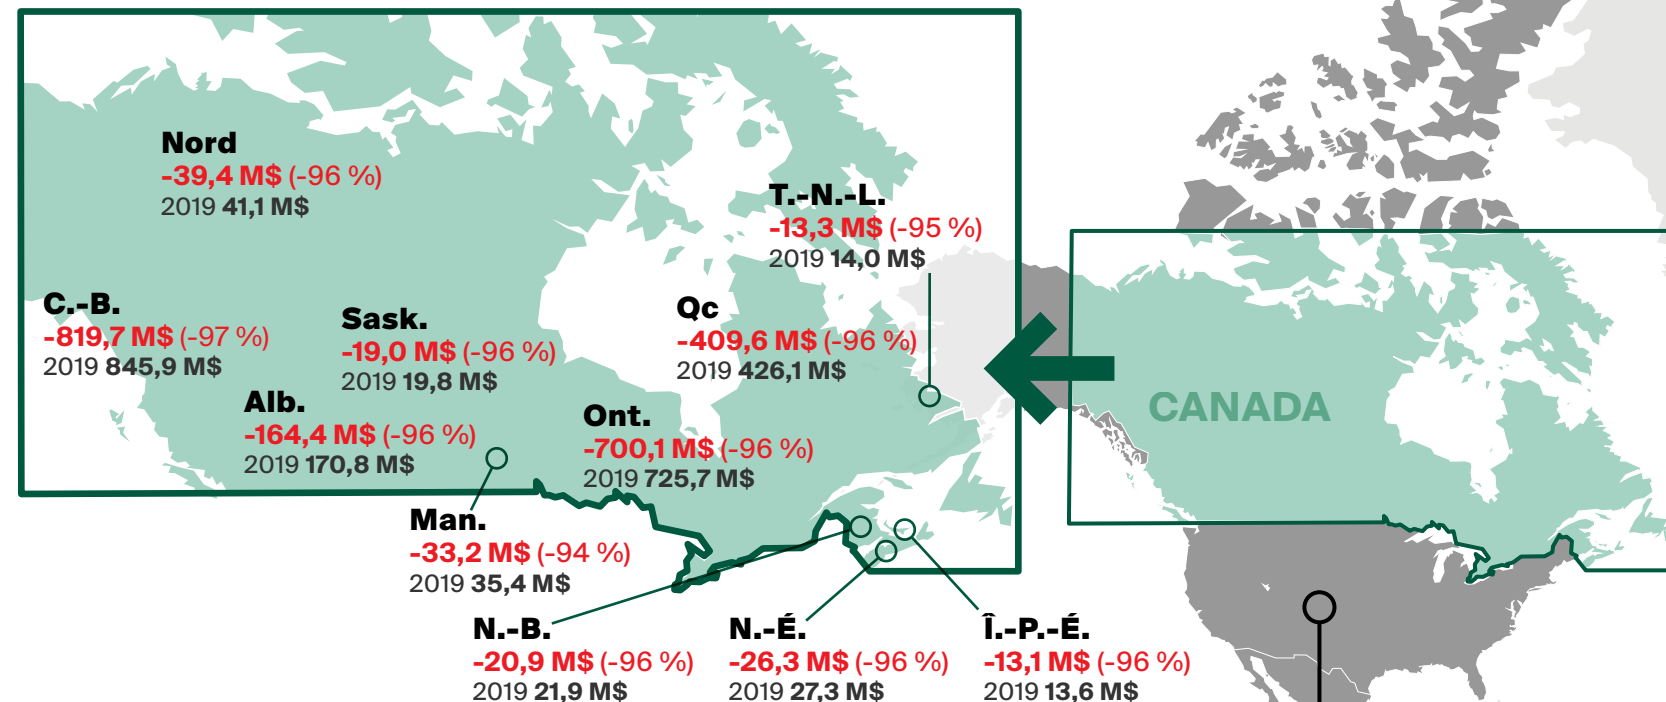 Nord
-39,4 M$ (-96 %)
2019 41,1 M$
T.-N.-L.
-13,3 M$ (-95 %)
2019 14,0 M$
C.-B.
-819,7 M$ (-97 %)
2019 845,9 M$
Sask.
-19,0 M$ (-96 %)
2019 19,8 M$
Qc
-409,6 M$ (-96 %)
2019 426,1 M$
Alb.
-164,4 M$ (-96 %)
2019 170,8 M$
Ont.
-700,1 M$ (-96 %)
2019 725,7 M$
CANADA
Man.
-33,2 M$ (-94 %)
2019 35,4 M$
N.-B.
-20,9 M$ (-96 %)
2019 21,9 M$
N.-É.
-26,3 M$ (-96 %)
2019 27,3 M$
Î.-P.-É.
-13,1 M$ (-96 %)
2019 13,6 M$